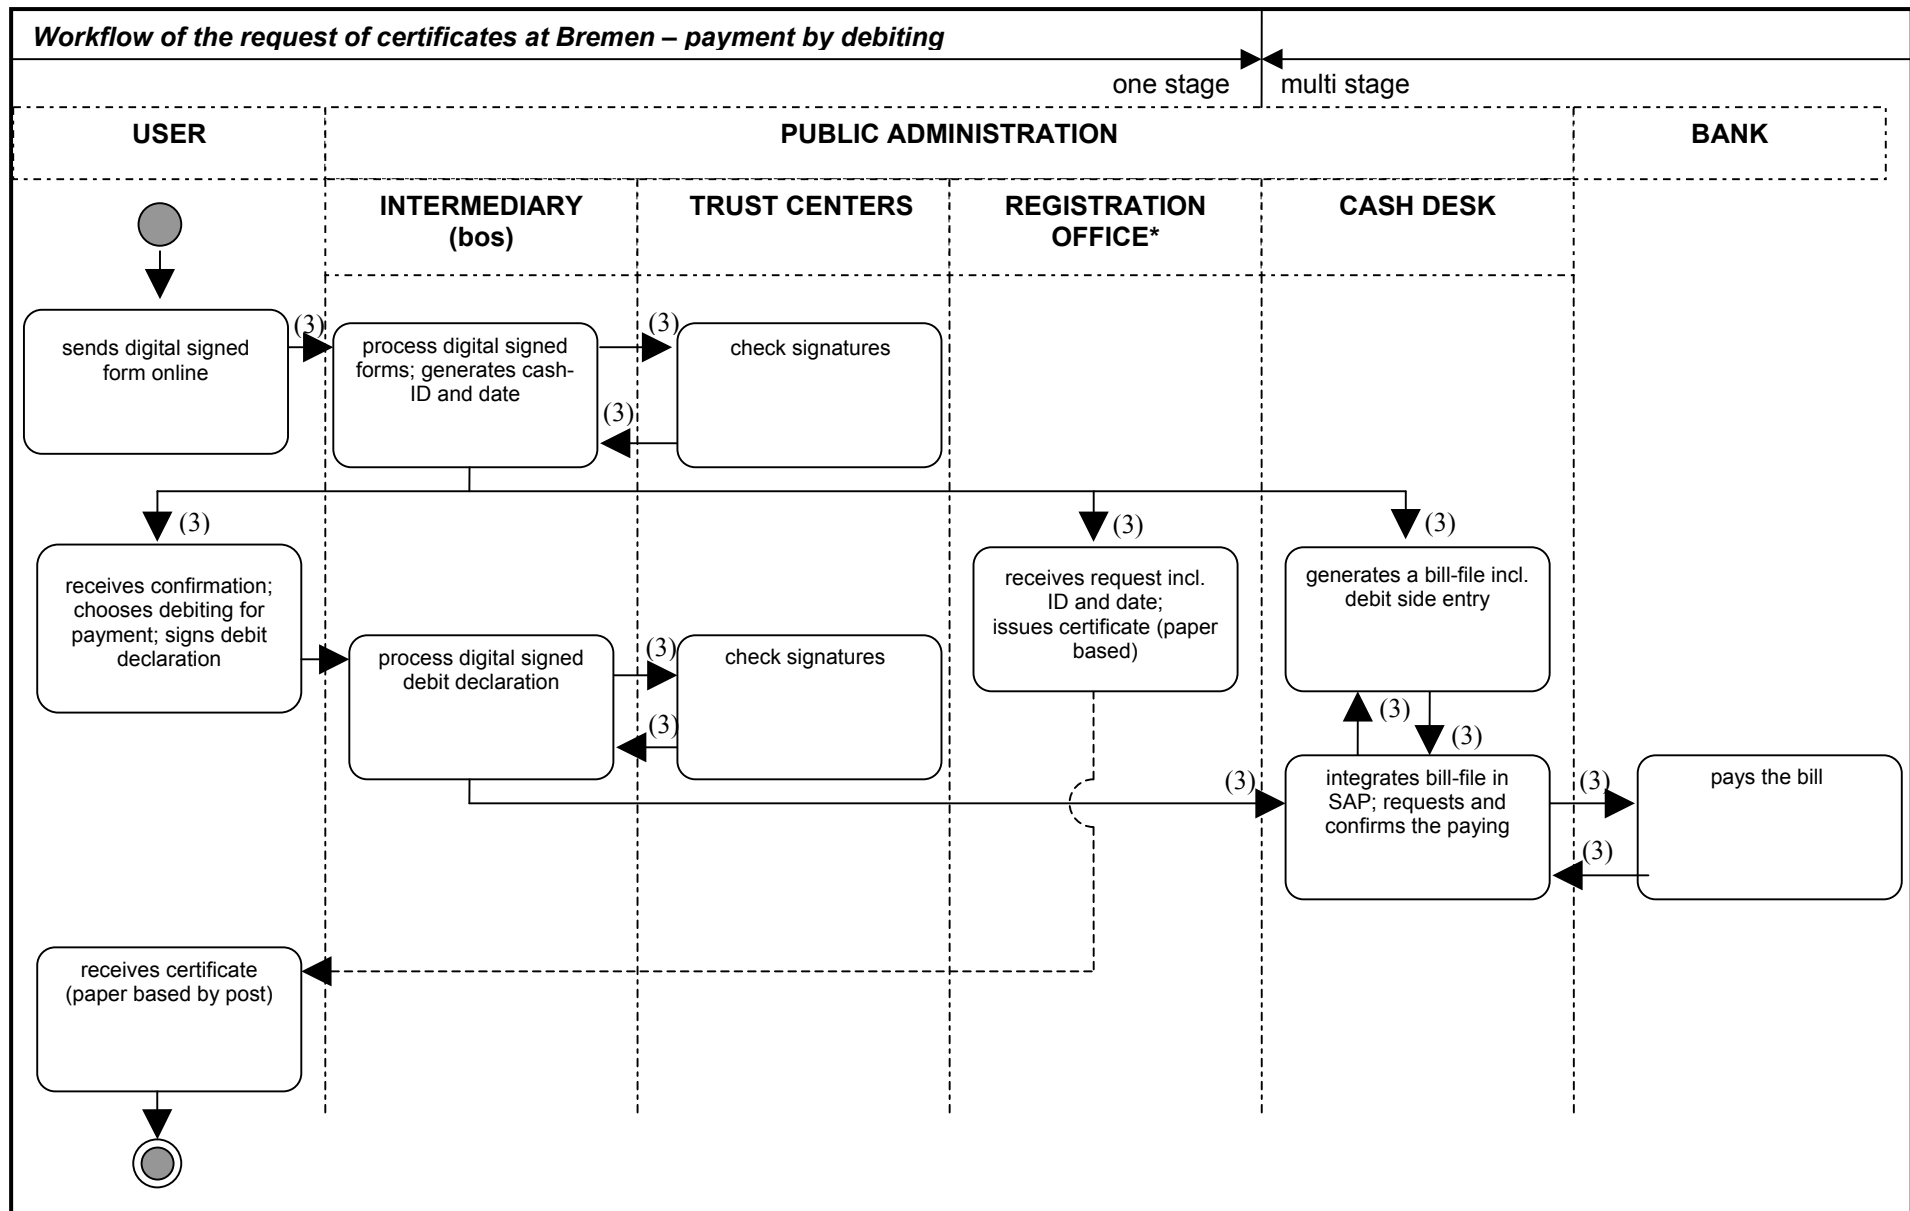 Workflow of the request of certificates at Bremen – payment by debiting
one stage
multi stage
USER
PUBLIC ADMINISTRATION
BANK
INTERMEDIARY
(bos)
TRUST CENTERS
REGISTRATION
OFFICE*
CASH DESK
sends digital signed
form online
(3)
process digital signed
forms; generates cash-
ID and date
(3)
(3)
check signatures
(3)
(3)
(3)
receives confirmation;
chooses debiting for
payment; signs debit
declaration
process digital signed
debit declaration
(3)
(3)
check signatures
receives request incl.
ID and date;
issues certificate (paper
based)
generates a bill-file incl.
debit side entry
(3)
(3)
(3)
integrates bill-file in
SAP; requests and
confirms the paying
(3)
(3)
pays the bill
receives certificate
(paper based by post)